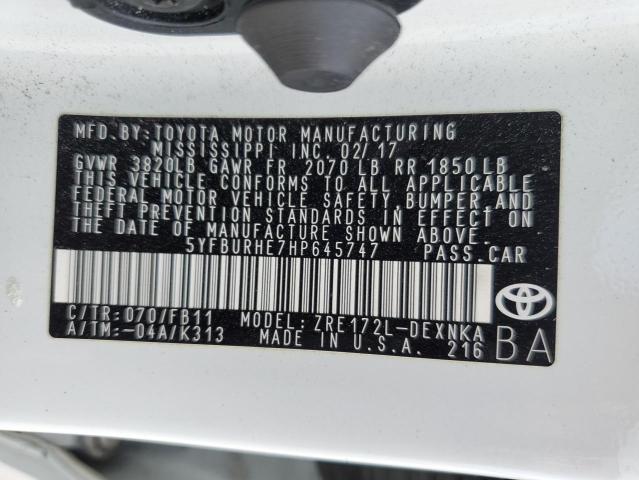 MFD. BY: TOYOTA MOTOR MANUFACTURING
MISSISSIPPI INC. 02/17
GVWR 3820LB GAWR FR. 2070 LB RR 1850 LB
THIS VEHICLE CONFORMS TO ALL APPLICABLE
FEDERAL MOTOR VEHICLE SAFETY, BUMPER, AND
THEFT PREVENTION STANDARDS IN EFFECT ON
THE DATE OF MANUFACTURE SHOWN ABOVE.
5YFBURHE7HP645747 PASS. CAR
C/TR: 070/FB11 MODEL: ZRE172L-DEXNKA
A/TM: -04A/K313 MADE IN U.S.A. 216 BA